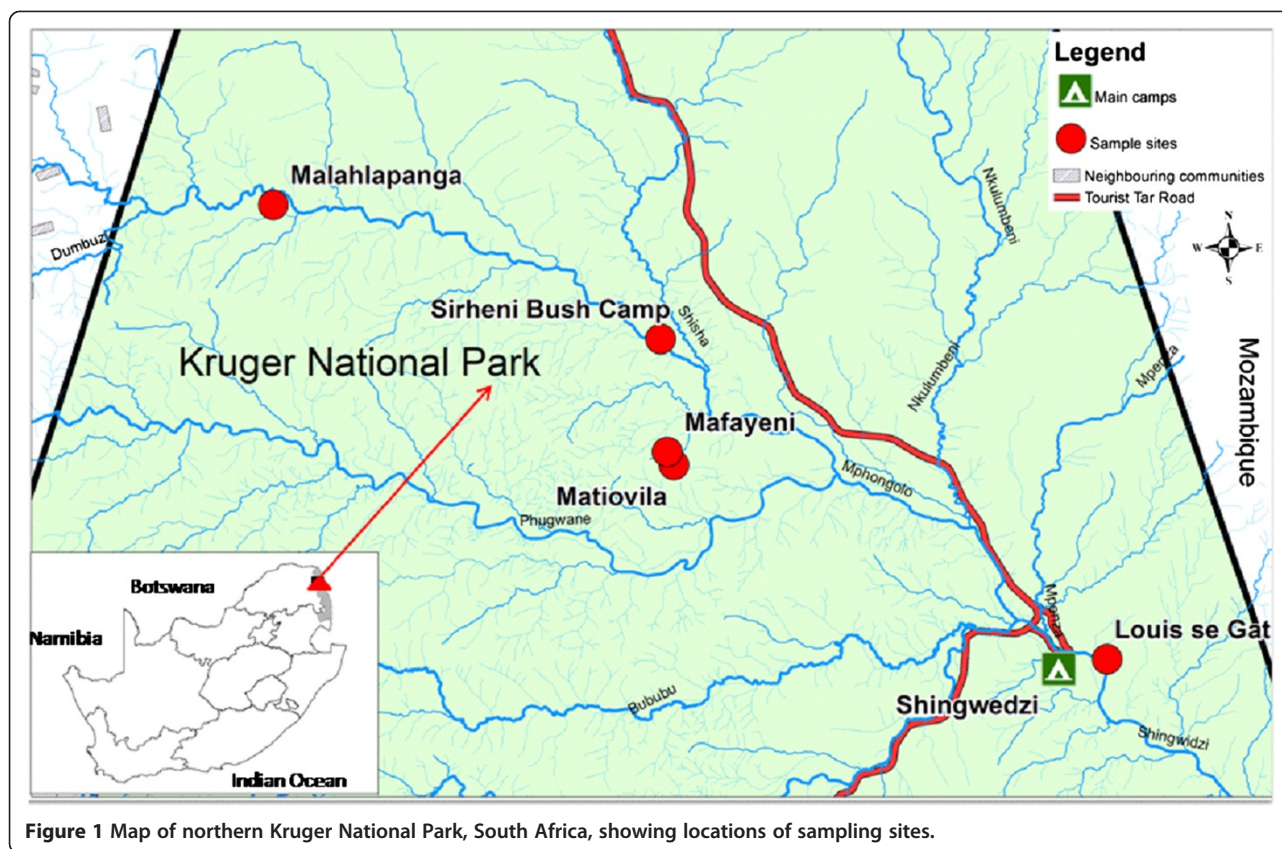 Legend
Main camps
Sample sites
Neighbouring communities
Tourist Tar Road
N
W E
S
Malahlapanga
Dumbuzi
Nkulumbeni
Sirheni Bush Camp
Shisha
Kruger National Park
Nkulumbeni
Mpenza
Mozambique
Mafayeni
Matiovila
Mphongolo
Phugwane
Mpenza
Louis se Gat
Shingwedzi
Bububu
Shingwidzi
Botswana
Namibia
Indian Ocean
Figure 1 Map of northern Kruger National Park, South Africa, showing locations of sampling sites.